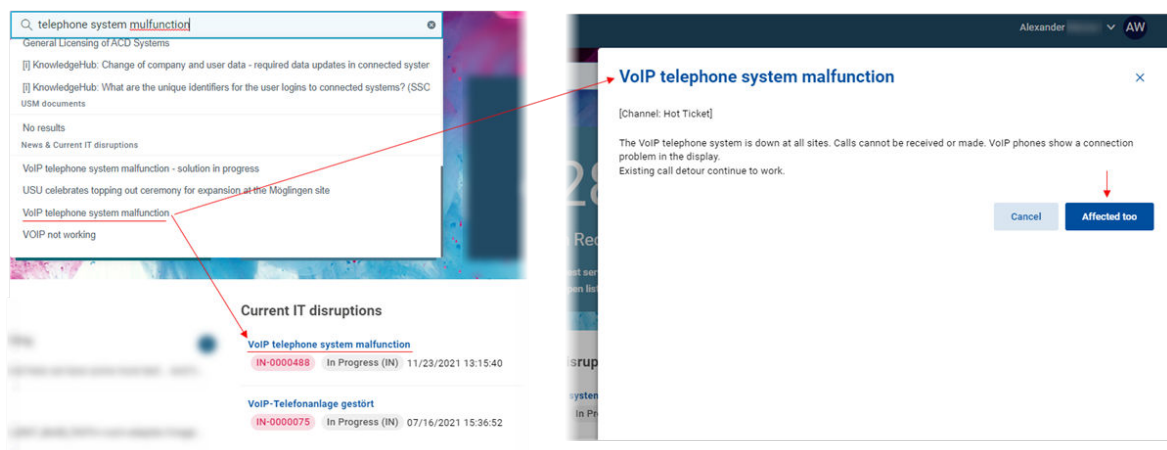 telephone system mulfunction
General Licensing of ACD Systems
[i] KnowledgeHub: Change of company and user data - required data updates in connected syster
[i] KnowledgeHub: What are the unique identifiers for the user logins to connected systems? (SSC
USM documents
No results
News & Current IT disruptions
VoIP telephone system malfunction - solution in progress
USU celebrates topping out ceremony for expansion at the Möglingen site
VoIP telephone system malfunction
VOIP not working
Current IT disruptions
VoIP telephone system malfunction
IN-0000488 In Progress (IN) 11/23/2021 13:15:40
VoIP-Telefonanlage gestört
IN-0000075 In Progress (IN) 07/16/2021 15:36:52
Alexander AW
VoIP telephone system malfunction
[Channel: Hot Ticket]
The VoIP telephone system is down at all sites. Calls cannot be received or made. VoIP phones show a connection
problem in the display.
Existing call detour continue to work.
Cancel Affected too